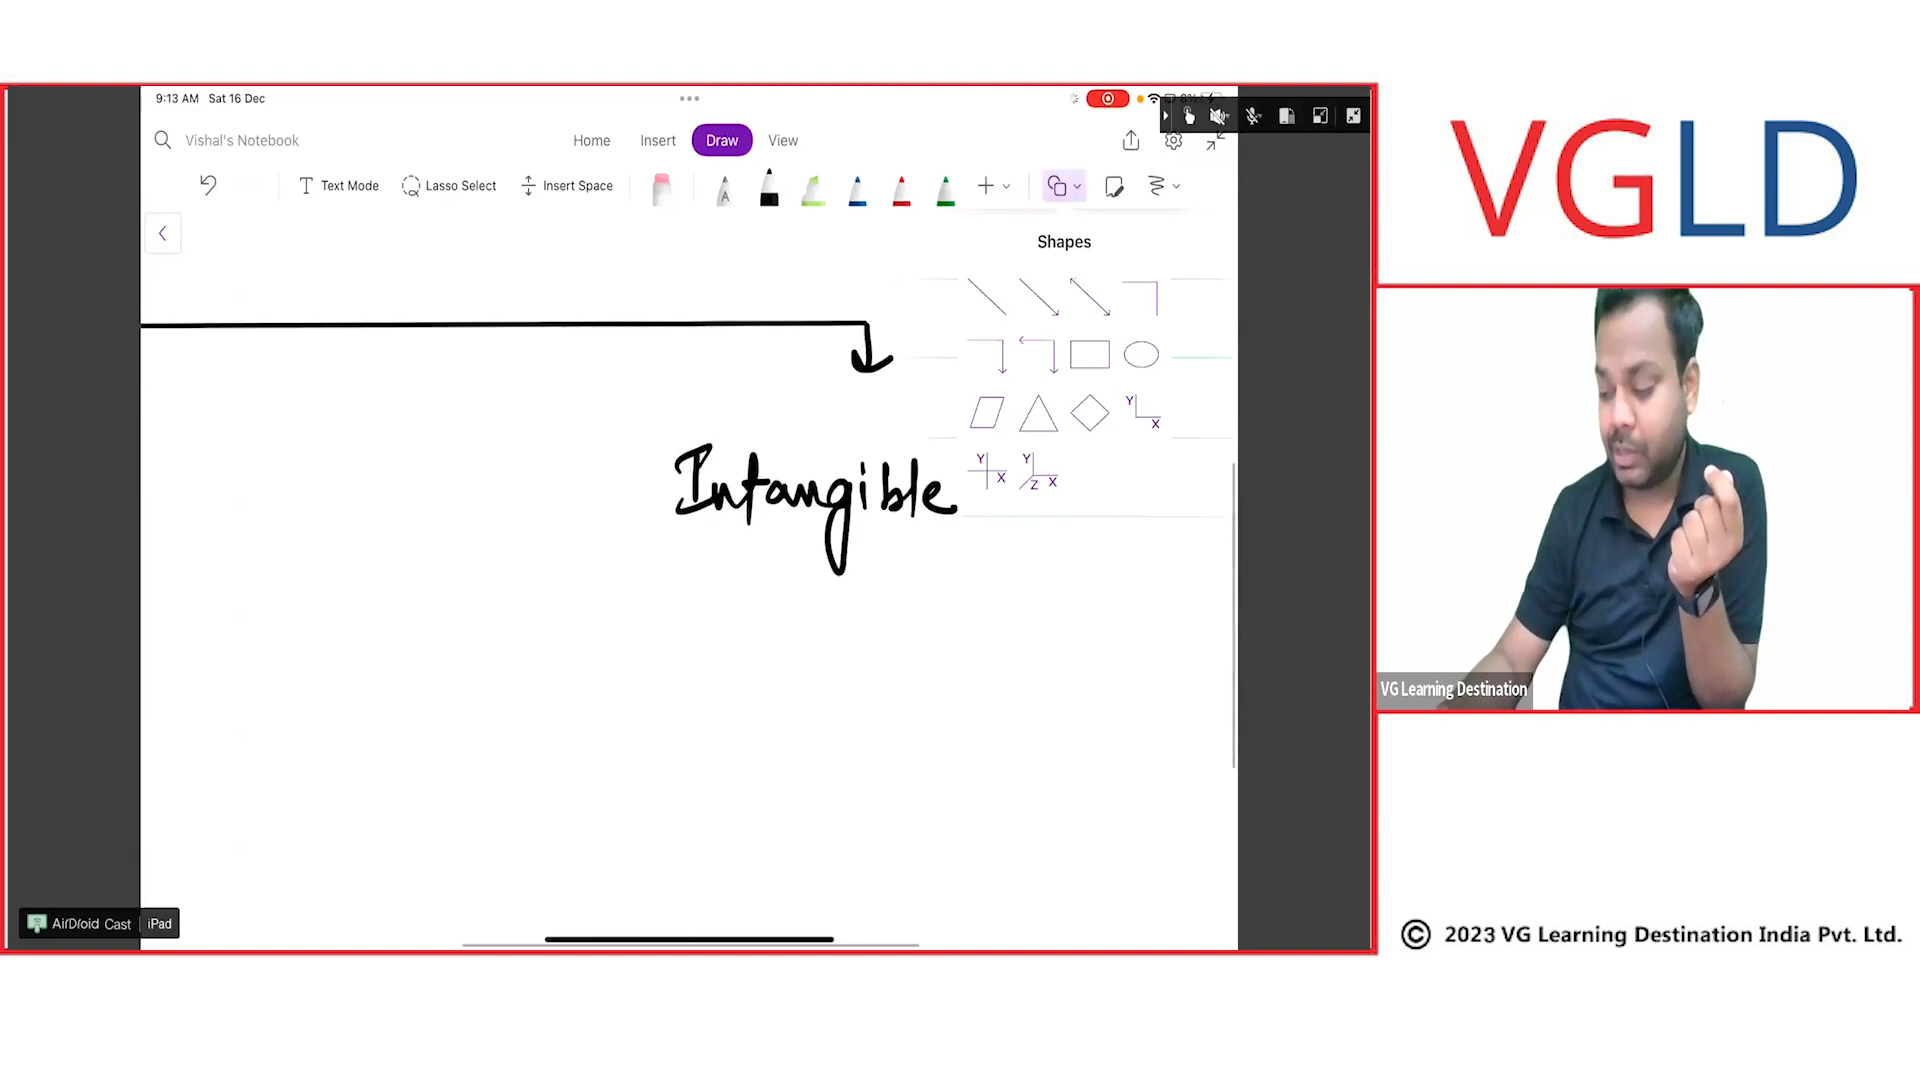 9:13 AM Sat 16 Dec
8%
VGLD
Vishal's Notebook
Home Insert Draw View
Text Mode Lasso Select Insert Space
A
Shapes
Y
X
Y
X
Y
Z X
Intangible
VG Learning Destination
AirDroid Cast iPad
© 2023 VG Learning Destination India Pvt. Ltd.